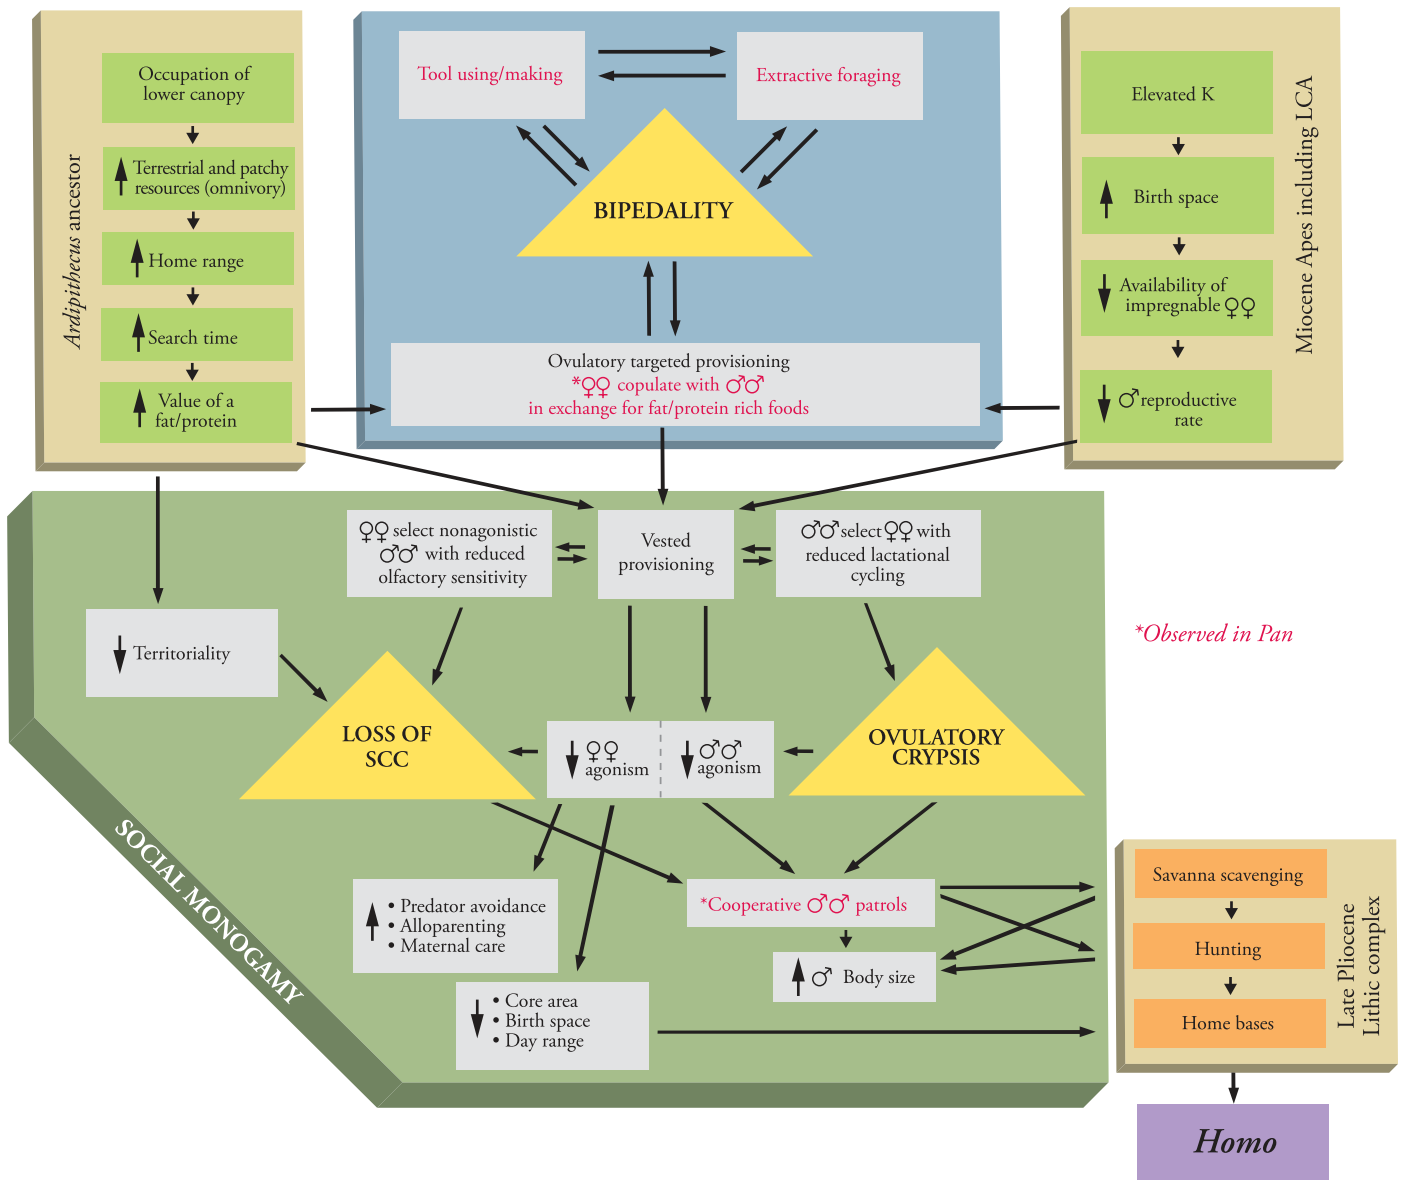 Occupation of
lower canopy
Terrestrial and patchy
resources (omnivory)
Home range
Search time
Value of a
fat/protein
Ardipithecus ancestor
Tool using/making
Extractive foraging
BIPEDALITY
Ovulatory targeted provisioning
*♀♀ copulate with ♂♂
in exchange for fat/protein rich foods
Elevated K
Birth space
Availability of
impregnable ♀♀
♂ reproductive
rate
Miocene Apes including LCA
♀♀ select nonagonistic
♂♂ with reduced
olfactory sensitivity
Vested
provisioning
♂♂ select ♀♀ with
reduced lactational
cycling
Territoriality
*Observed in Pan
LOSS OF
SCC
♀♀
agonism
♂♂
agonism
OVULATORY
CRYPSIS
SOCIAL MONOGAMY
• Predator avoidance
• Alloparenting
• Maternal care
*Cooperative ♂♂ patrols
♂ Body size
• Core area
• Birth space
• Day range
Savanna scavenging
Hunting
Home bases
Late Pliocene
Lithic complex
Homo